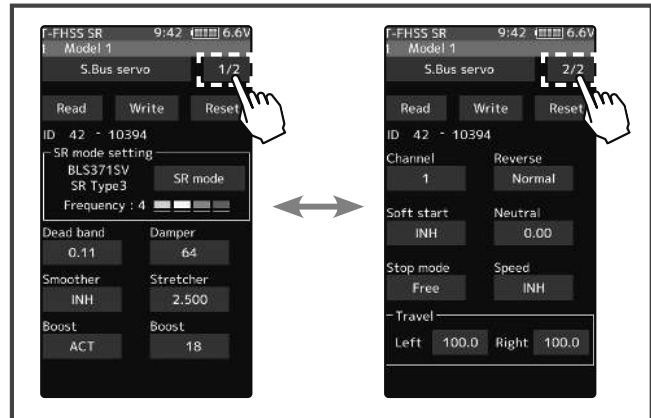 T-FHSS SR 9:42 6.6V
Model 1
S.Bus servo 1/2
Read Write Reset
ID 42 - 10394
SR mode setting
BLS371SV
SR Type3
SR mode
Frequency : 4
Dead band Damper
0.11 64
Smoother Stretcher
INH 2.500
Boost Boost
ACT 18
T-FHSS SR 9:42 6.6V
Model 1
S.Bus servo 2/2
Read Write Reset
ID 42 - 10394
Channel Reverse
1 Normal
Soft start Neutral
INH 0.00
Stop mode Speed
Free INH
Travel
Left 100.0 Right 100.0